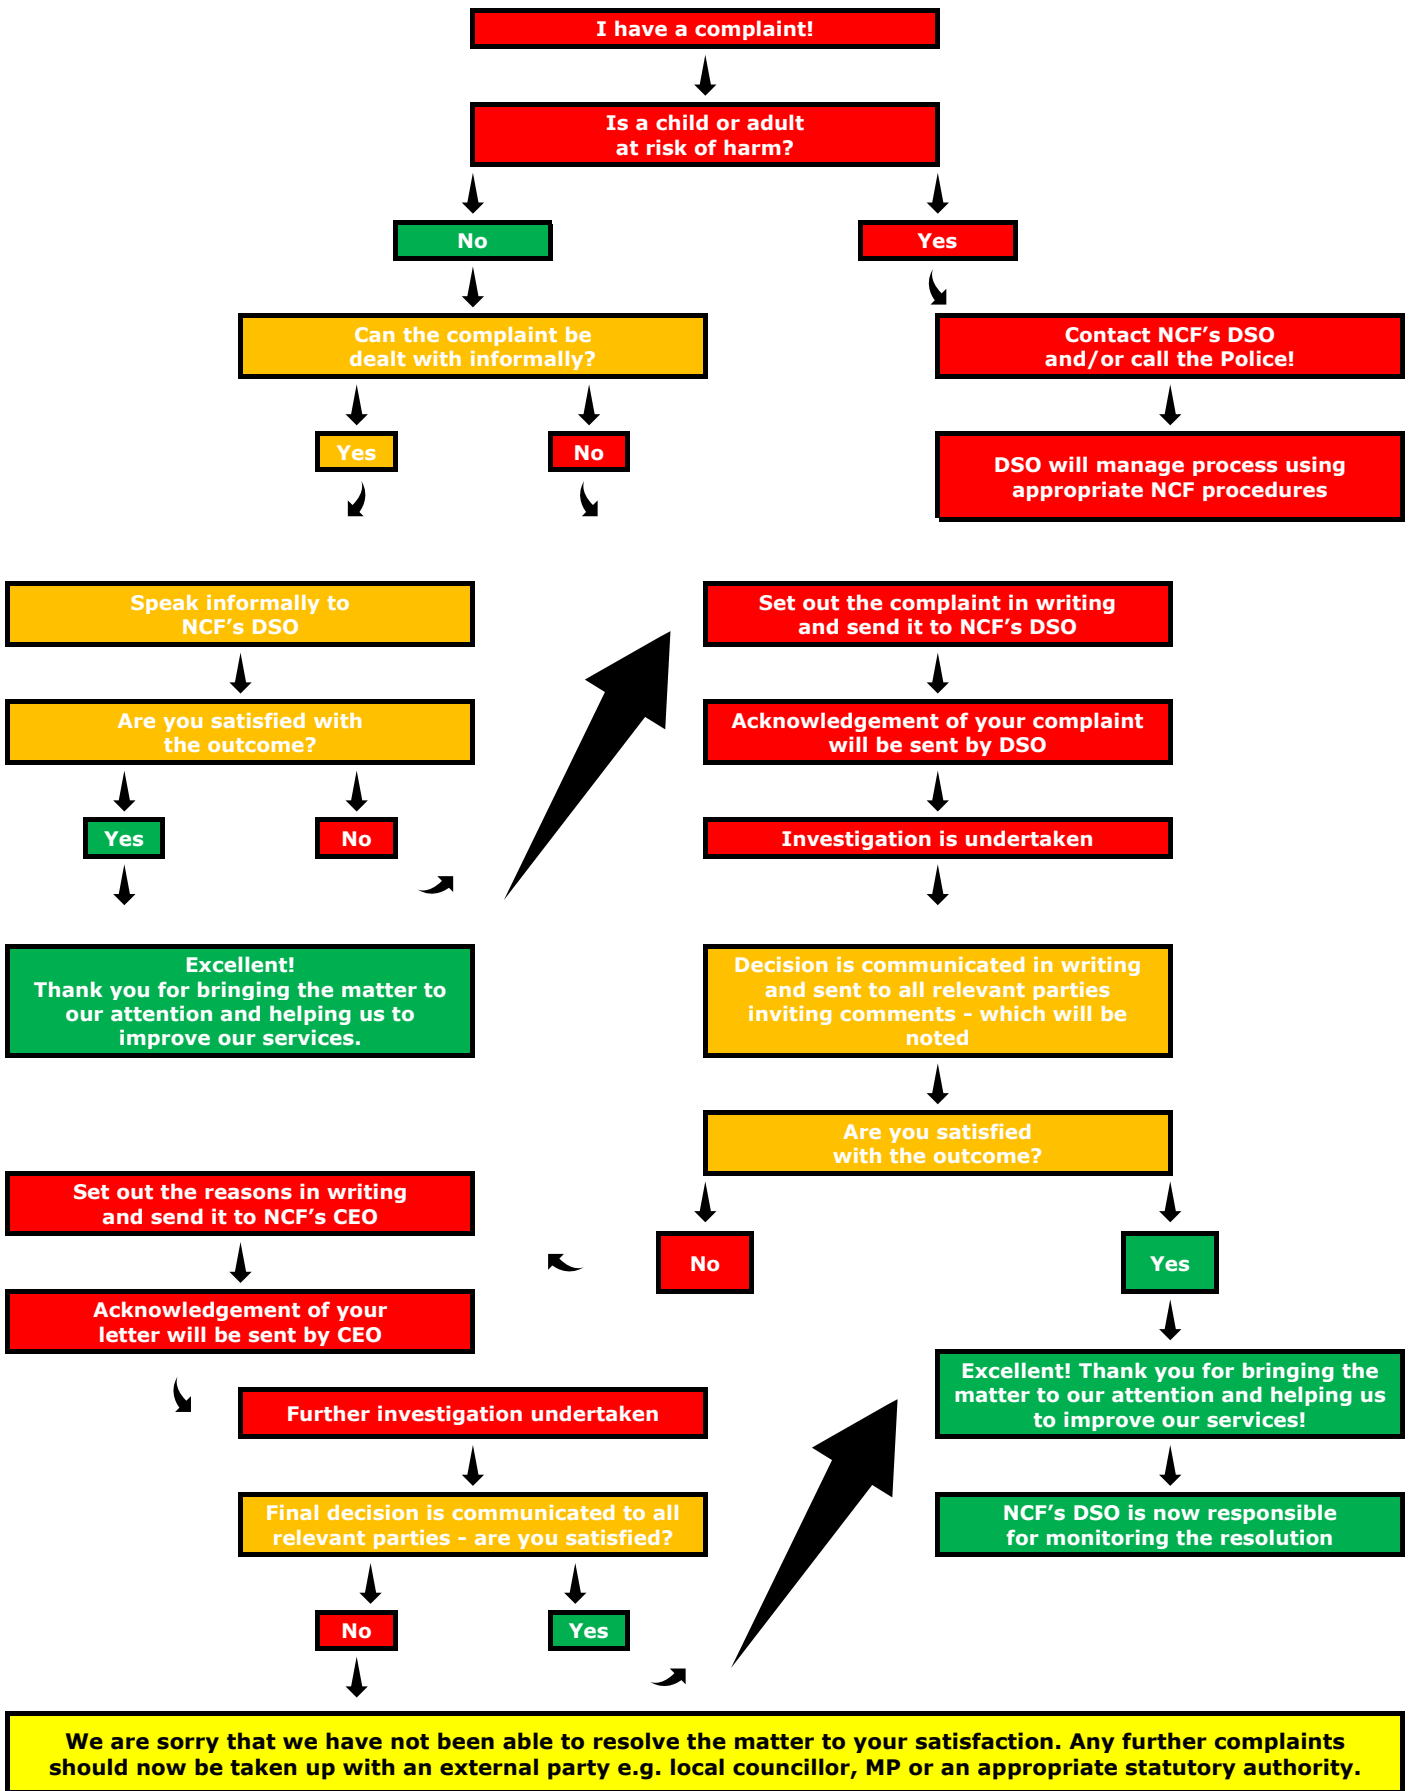 I have a complaint!
Is a child or adult
at risk of harm?
No
Yes
Can the complaint be
dealt with informally?
Contact NCF’s DSO
and/or call the Police!
Yes
No
DSO will manage process using
appropriate NCF procedures
Speak informally to
NCF’s DSO
Are you satisfied with
the outcome?
Yes
No
Excellent!
Thank you for bringing the matter to
our attention and helping us to
improve our services.
Set out the complaint in writing
and send it to NCF’s DSO
Acknowledgement of your complaint
will be sent by DSO
Investigation is undertaken
Decision is communicated in writing
and sent to all relevant parties
inviting comments – which will be
noted
Are you satisfied
with the outcome?
No
Yes
Set out the reasons in writing
and send it to NCF’s CEO
Acknowledgement of your
letter will be sent by CEO
Further investigation undertaken
Final decision is communicated to all
relevant parties – are you satisfied?
No
Yes
Excellent! Thank you for bringing the
matter to our attention and helping us
to improve our services!
NCF’s DSO is now responsible
for monitoring the resolution
We are sorry that we have not been able to resolve the matter to your satisfaction. Any further complaints
should now be taken up with an external party e.g. local councillor, MP or an appropriate statutory authority.